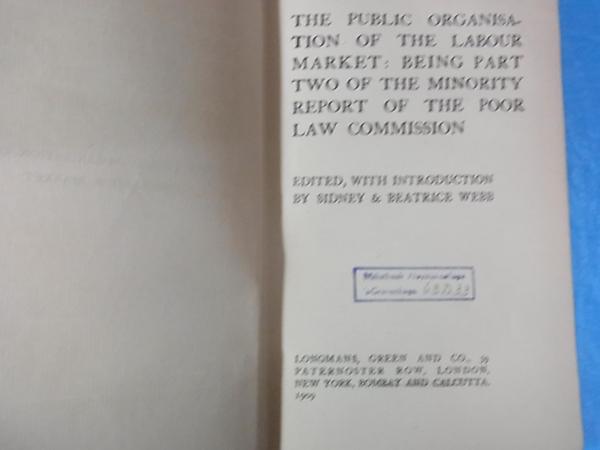 THE PUBLIC ORGANISA-
TION OF THE LABOUR
MARKET: BEING PART
TWO OF THE MINORITY
REPORT OF THE POOR
LAW COMMISSION
EDITED, WITH INTRODUCTION
BY SIDNEY & BEATRICE WEBB
LONGMANS, GREEN AND CO., 39
PATERNOSTER ROW, LONDON,
NEW YORK, BOMBAY AND CALCUTTA.
1909